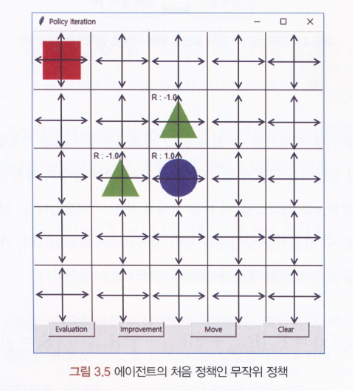 Policy Iteration
R : -1.0
R : -1.0
R : 1.0
Evaluation
Improvement
Move
Clear
그림 3.5 에이전트의 처음 정책인 무작위 정책